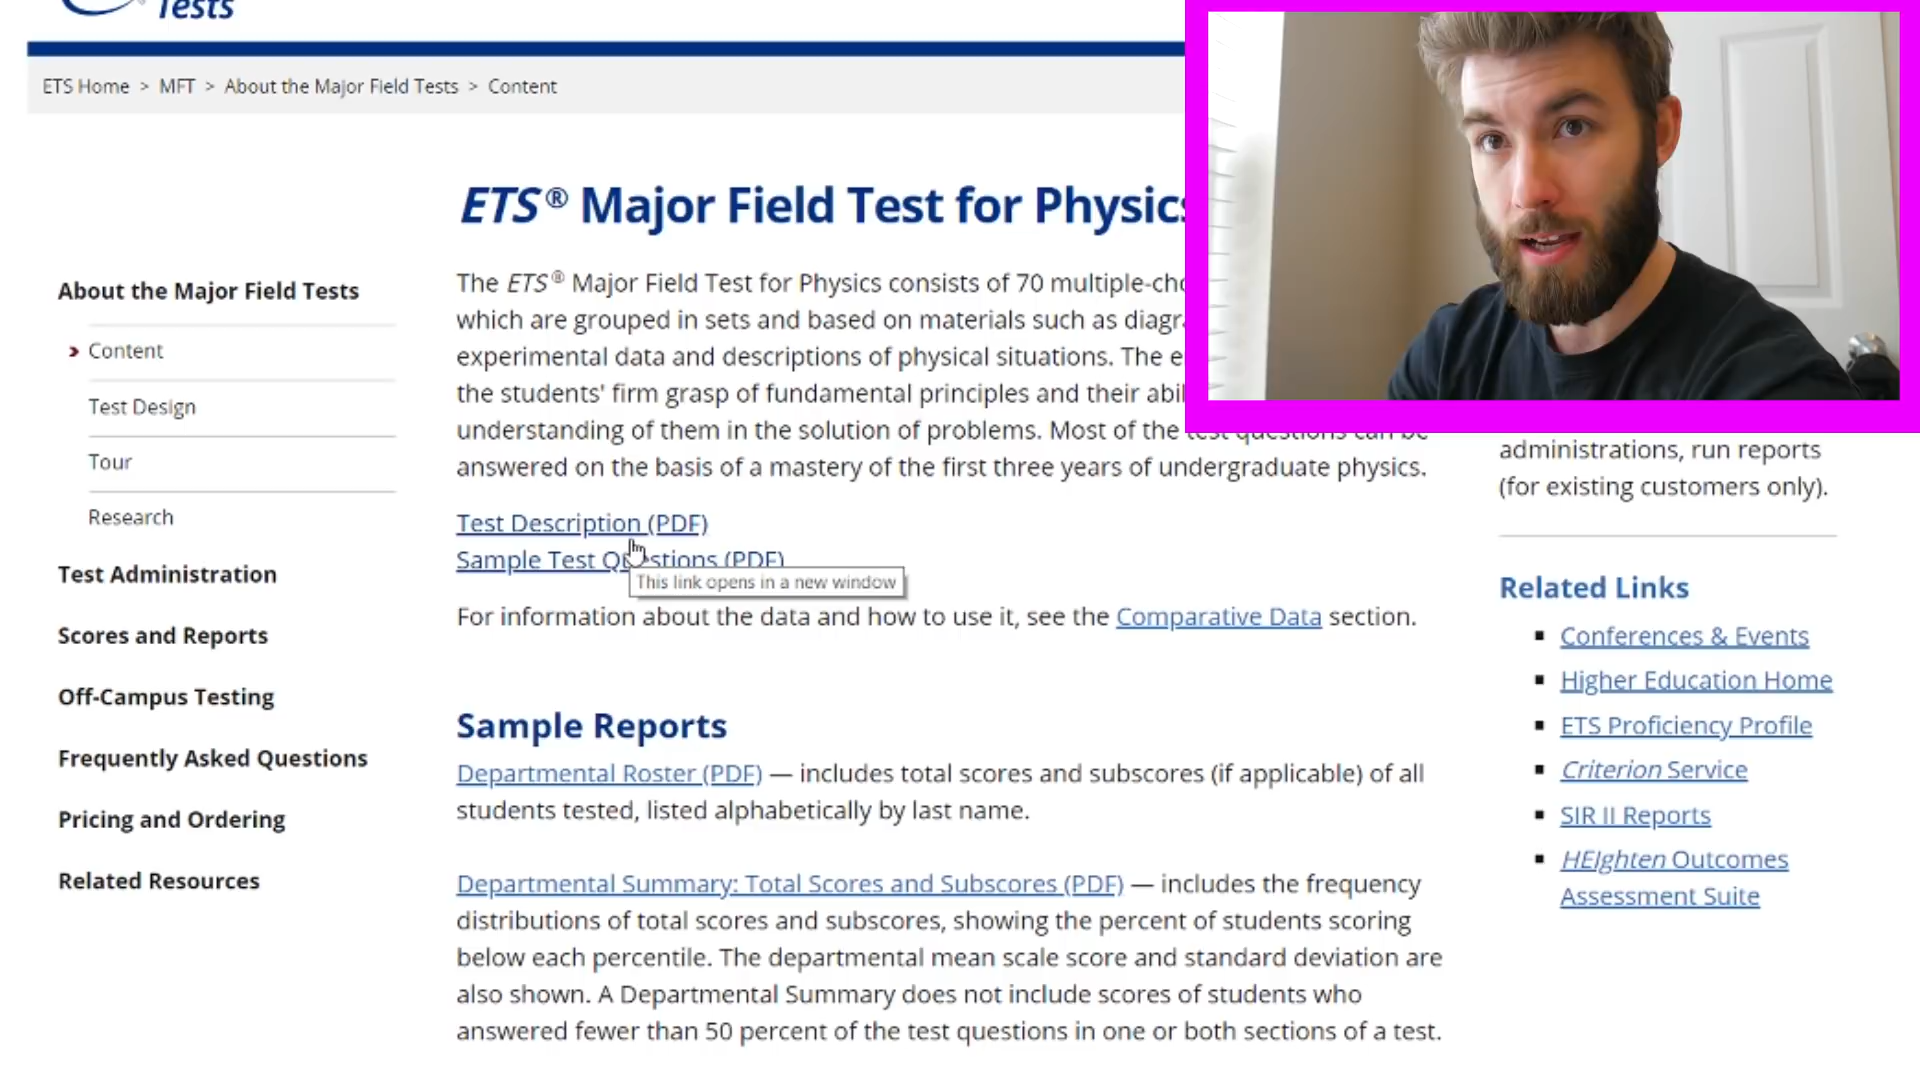 Tests
ETS Home > MFT > About the Major Field Tests > Content
ETS® Major Field Test for Physics
About the Major Field Tests
Content
Test Design
Tour
Research
Test Administration
Scores and Reports
Off-Campus Testing
Frequently Asked Questions
Pricing and Ordering
Related Resources
The ETS® Major Field Test for Physics consists of 70
which are grouped in sets and based on materials such as
experimental data and descriptions of physical situations. The
the students' firm grasp of fundamental principles and their
understanding of them in the solution of problems. Most of the test questions can be
answered on the basis of a mastery of the first three years of undergraduate physics.
Test Description (PDF)
Sample Test Questions (PDF)
This link opens in a new window
For information about the data and how to use it, see the Comparative Data section.
Sample Reports
Departmental Roster (PDF) — includes total scores and subscores (if applicable) of all
students tested, listed alphabetically by last name.
Departmental Summary: Total Scores and Subscores (PDF) — includes the frequency
distributions of total scores and subscores, showing the percent of students scoring
below each percentile. The departmental mean scale score and standard deviation are
also shown. A Departmental Summary does not include scores of students who
answered fewer than 50 percent of the test questions in one or both sections of a test.
administrations, run reports
(for existing customers only).
Related Links
Conferences & Events
Higher Education Home
ETS Proficiency Profile
Criterion Service
SIR II Reports
HEIghten Outcomes
Assessment Suite